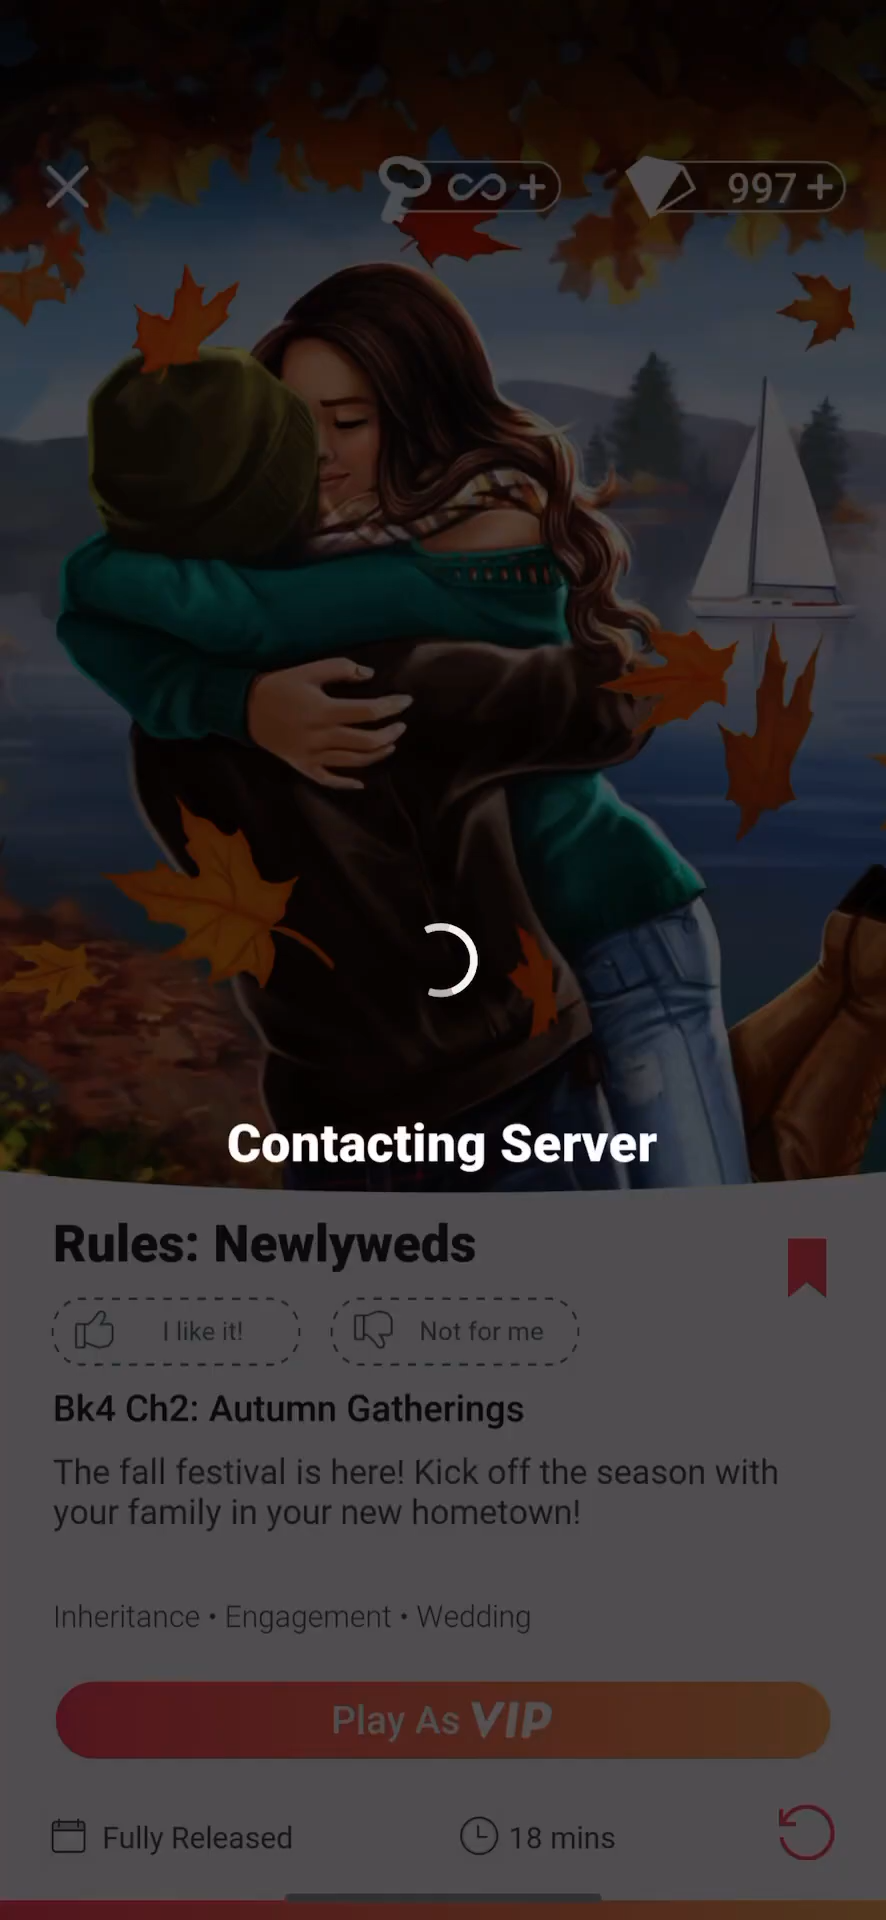 997
Contacting Server
Rules: Newlyweds
I like it!
Not for me
Bk4 Ch2: Autumn Gatherings
The fall festival is here! Kick off the season with
your family in your new hometown!
Inheritance • Engagement • Wedding
Play As VIP
Fully Released
18 mins